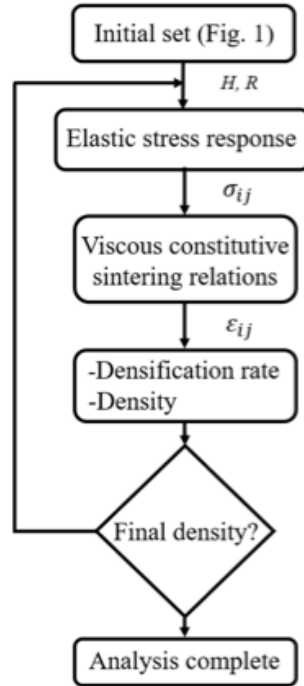 Initial set (Fig. 1)
H, R
Elastic stress response
σij
Viscous constitutive
sintering relations
εij
-Densification rate
-Density
Final density?
Analysis complete